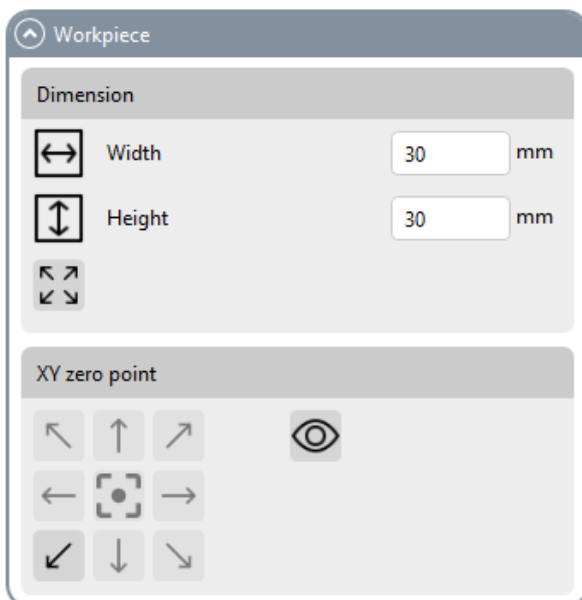 Workpiece
Dimension
Width 30 mm
Height 30 mm
XY zero point